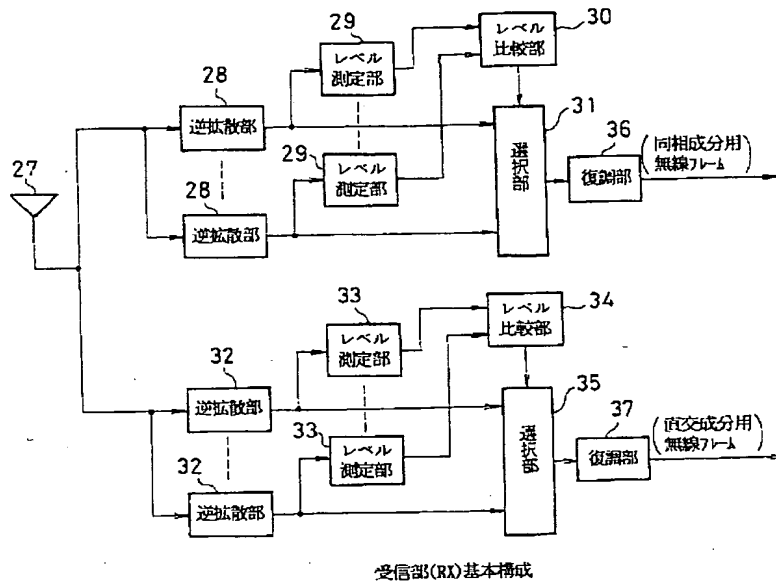 29
レベル
測定部
30
レベル
比較部
28
逆拡散部
31
選択部
27
29
レベル
測定部
36
復調部
(同相成分用
無線フレーム)
28
逆拡散部
33
レベル
測定部
34
レベル
比較部
32
逆拡散部
35
選択部
33
レベル
測定部
37
復調部
(直交成分用
無線フレーム)
32
逆拡散部
受信部(RX)基本構成